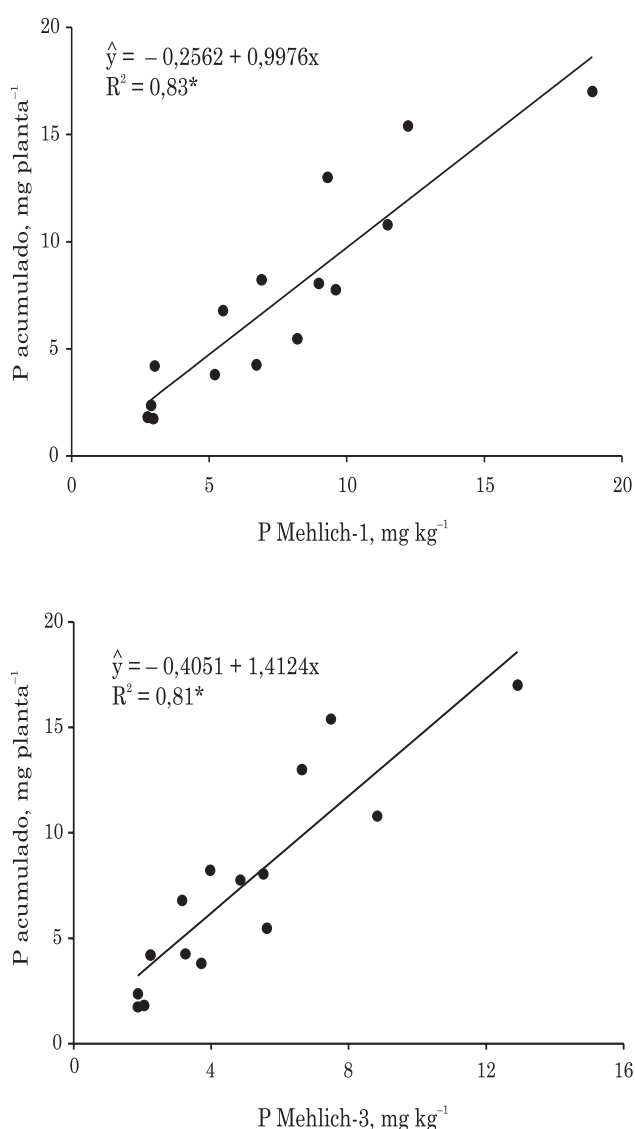 20
15
10
5
0
P acumulado, mg planta⁻¹
ŷ = – 0,2562 + 0,9976x
R² = 0,83*
0 5 10 15 20
P Mehlich-1, mg kg⁻¹
20
15
10
5
0
P acumulado, mg planta⁻¹
ŷ = – 0,4051 + 1,4124x
R² = 0,81*
0 4 8 12 16
P Mehlich-3, mg kg⁻¹